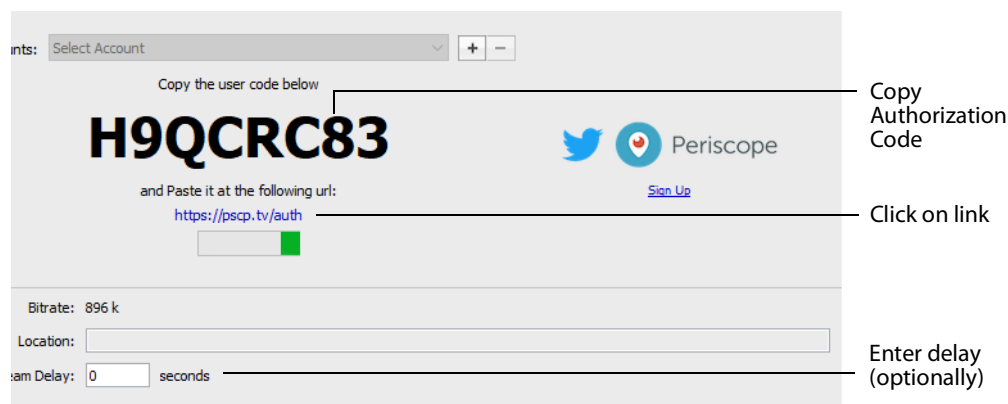 unts: Select Account + −
Copy the user code below
Copy
Authorization
Code
H9QCRC83
Periscope
and Paste it at the following url:
Sign Up
https://pscp.tv/auth
Click on link
Bitrate: 896 k
Location:
Enter delay
(optionally)
am Delay: 0 seconds